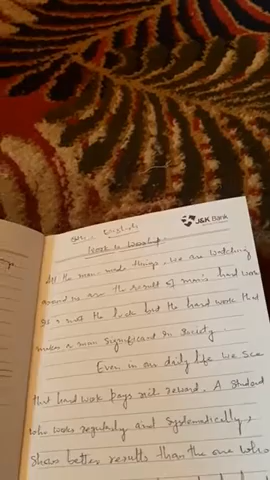 J&K Bank
English
Work is Worship
All the man made things, we are watching
around us are the result of man's hard work
It's not the luck but the hard work that
makes a man significant in society
Even in our daily life we see
that hard work pays rich reward. A student
who works regularly and systematically,
shows better results than the one who